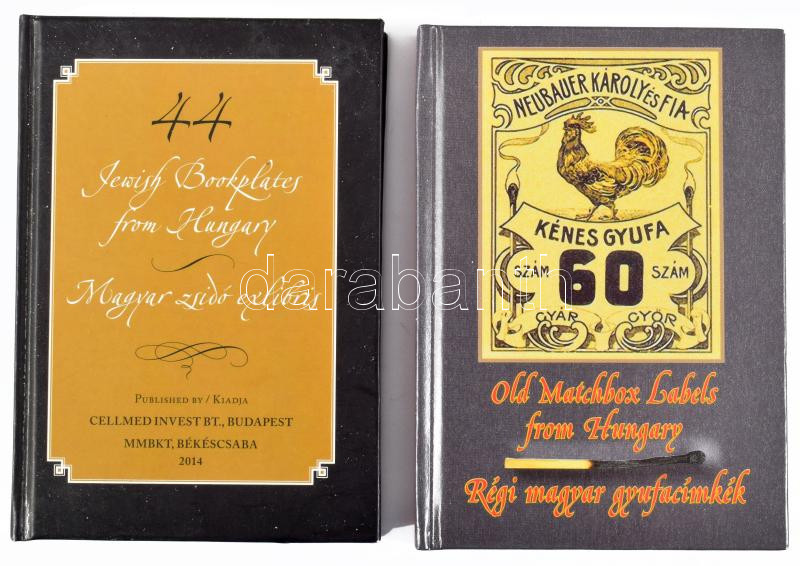 44
Jewish Bookplates
from Hungary
Magyar zsidó exlibris
Published by / Kiadja
CELLMED INVEST BT., BUDAPEST
MMBKT, BÉKÉSCSABA
2014
NEUBAUER KÁROLY és FIA
KÉNES GYUFA
SZÁM 60 SZÁM
GYÁR GYŐR
Old Matchbox Labels
from Hungary
Régi magyar gyufacímkék
darabanth